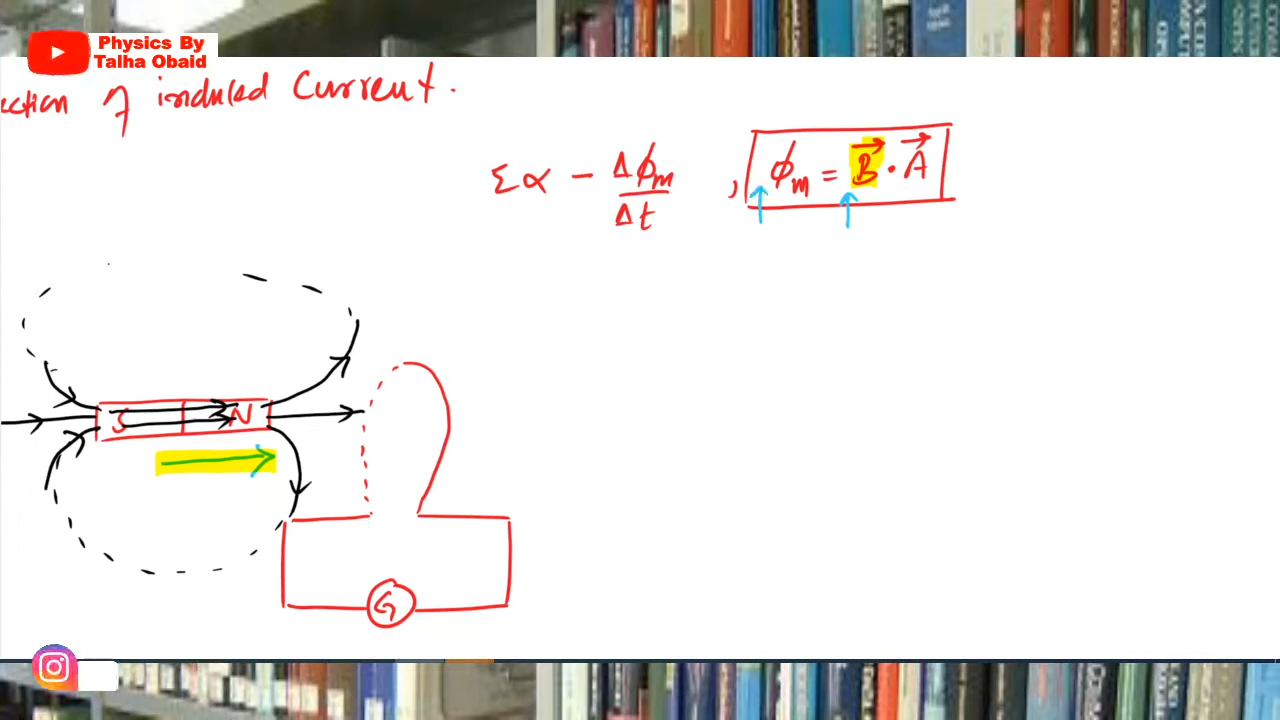 Physics By
Talha Obaid
ection of induced Current.
Σ α - Δϕm/Δt , ϕm = B⃗ · A⃗
S N
G